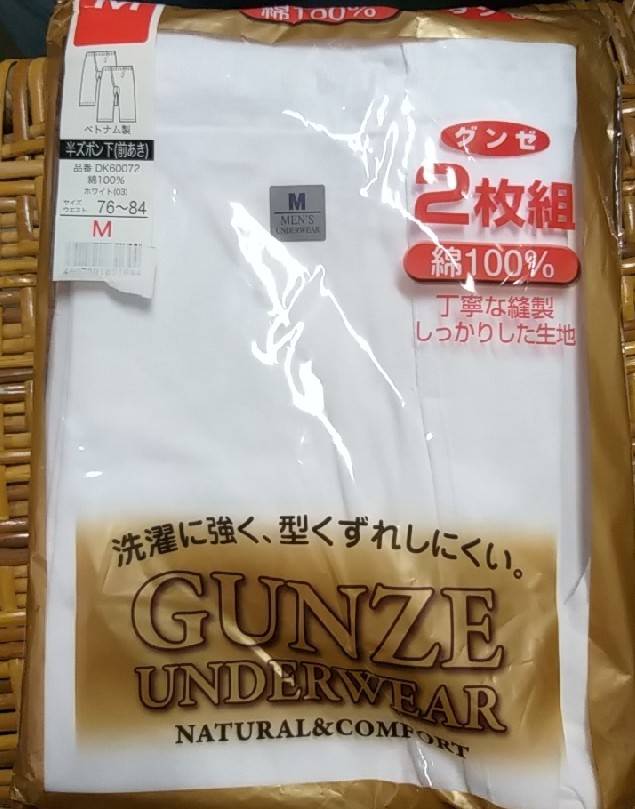 M
綿100%
グンゼ
ベトナム製
半ズボン下(前あき)
品番 DK60072
綿100%
ホワイト(03)
サイズ
ウエスト 76～84
M
M
MEN'S
UNDERWEAR
グンゼ
2枚組
綿100%
丁寧な縫製
しっかりした生地
洗濯に強く、型くずれしにくい。
GUNZE
UNDERWEAR
NATURAL&COMFORT